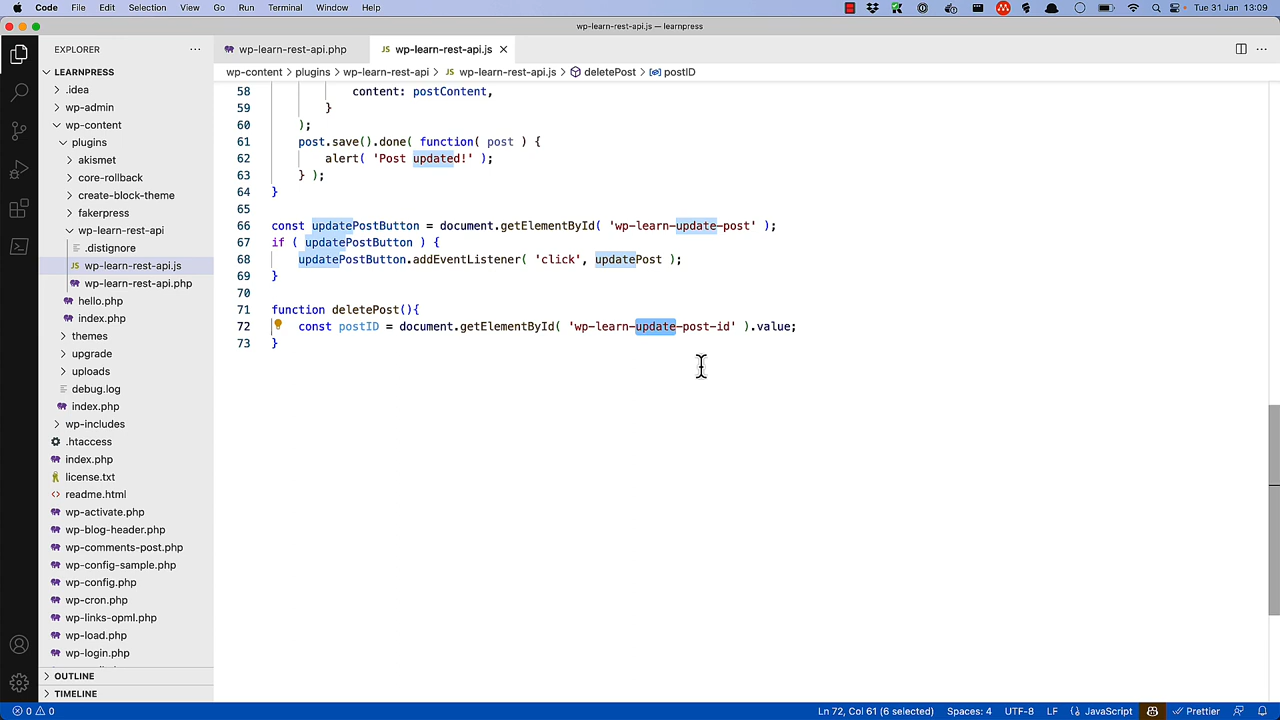 Code File Edit Selection View Go Run Terminal Window Help
Tue 31 Jan 13:09
wp-learn-rest-api.js — learnpress
EXPLORER
wp-learn-rest-api.php
JS wp-learn-rest-api.js
LEARNPRESS
wp-content > plugins > wp-learn-rest-api > JS wp-learn-rest-api.js > deletePost > postID
.idea
wp-admin
wp-content
plugins
akismet
core-rollback
create-block-theme
fakerpress
wp-learn-rest-api
.distignore
JS wp-learn-rest-api.js
wp-learn-rest-api.php
hello.php
index.php
themes
upgrade
uploads
debug.log
index.php
wp-includes
.htaccess
index.php
license.txt
readme.html
wp-activate.php
wp-blog-header.php
wp-comments-post.php
wp-config-sample.php
wp-config.php
wp-cron.php
wp-links-opml.php
wp-load.php
wp-login.php
OUTLINE
TIMELINE
58 content: postContent,
59 }
60 );
61 post.save().done( function( post ) {
62 alert( 'Post updated!' );
63 } );
64 }
65
66 const updatePostButton = document.getElementById( 'wp-learn-update-post' );
67 if ( updatePostButton ) {
68 updatePostButton.addEventListener( 'click', updatePost );
69 }
70
71 function deletePost(){
72 const postID = document.getElementById( 'wp-learn-update-post-id' ).value;
73 }
0 0
Ln 72, Col 61 (6 selected) Spaces: 4 UTF-8 LF JavaScript Prettier